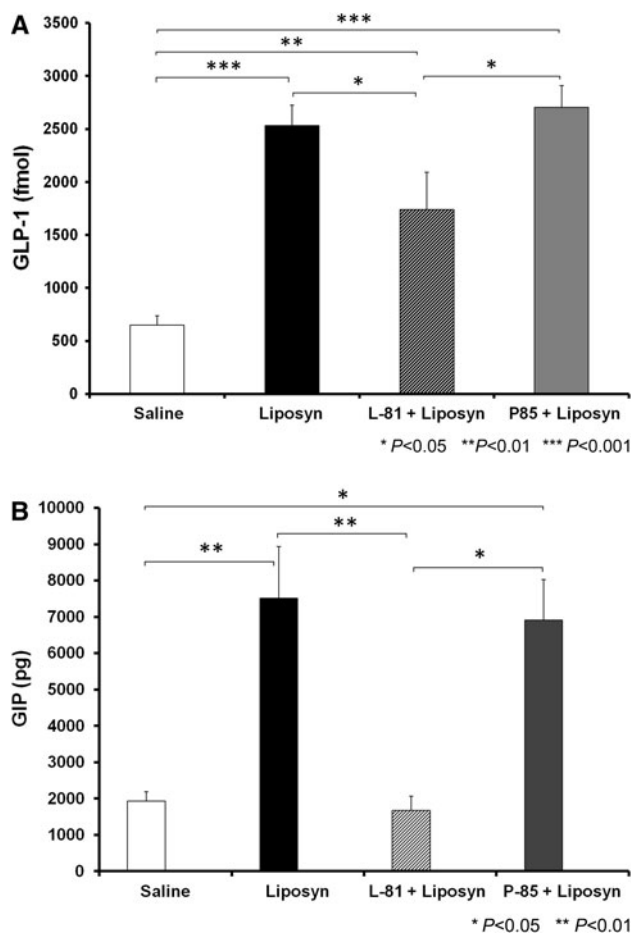 A
***
**
***
*
*
3500
3000
2500
2000
1500
1000
500
0
GLP-1 (fmol)
Saline
Liposyn
L-81 + Liposyn
P85 + Liposyn
* P<0.05 **P<0.01 *** P<0.001
B
*
**
**
*
10000
9000
8000
7000
6000
5000
4000
3000
2000
1000
0
GIP (pg)
Saline
Liposyn
L-81 + Liposyn
P-85 + Liposyn
* P<0.05 ** P<0.01